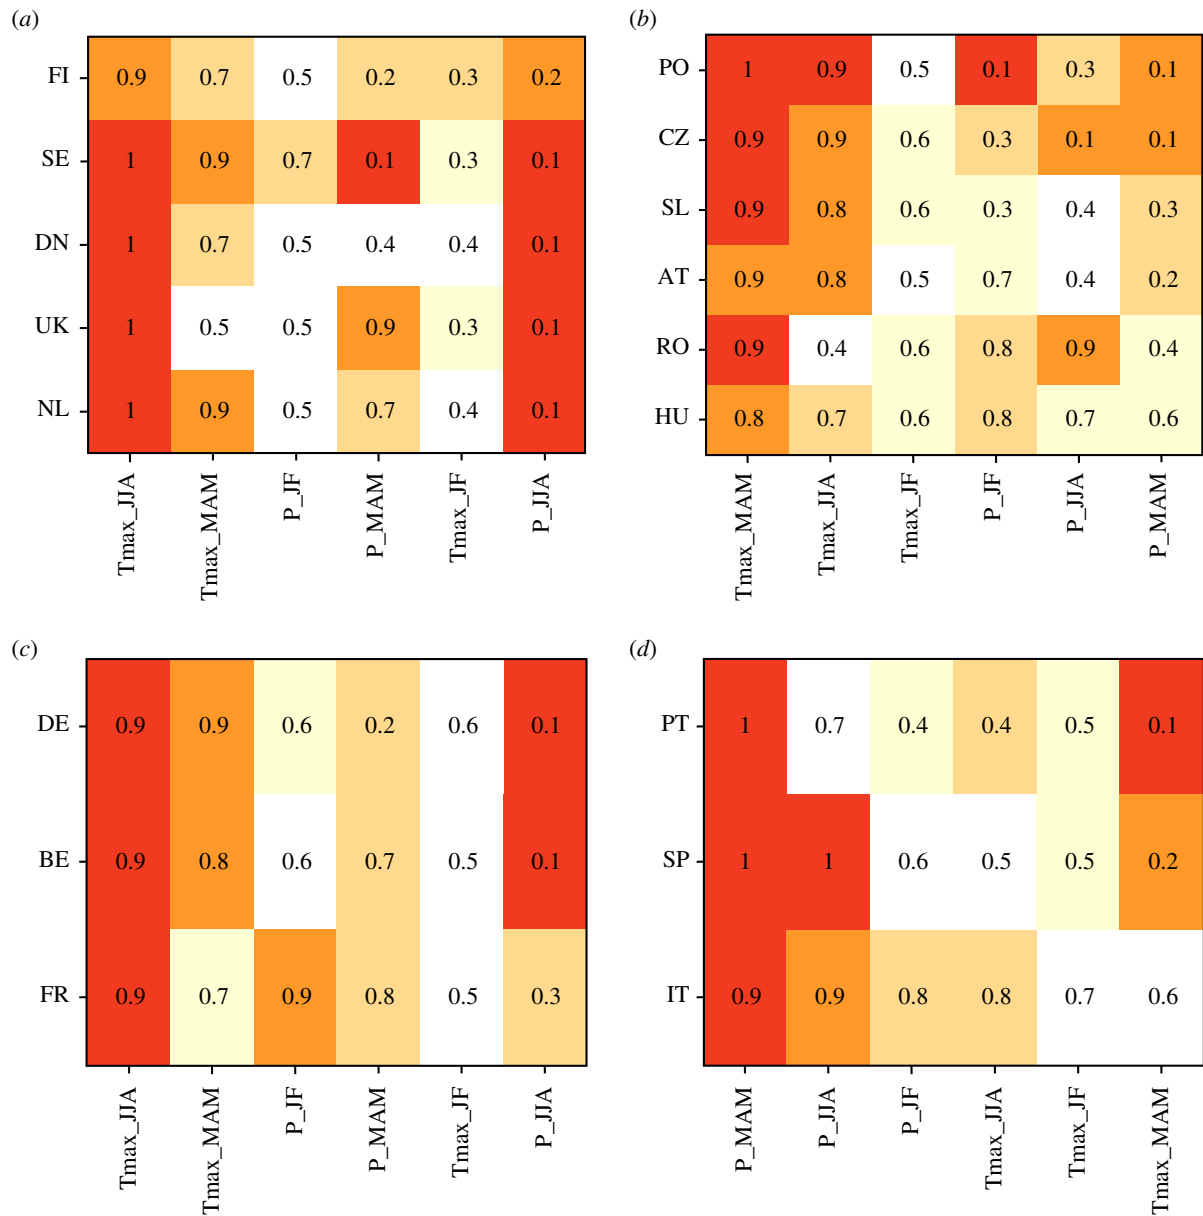 (a)
FI 0.9 0.7 0.5 0.2 0.3 0.2
SE 1 0.9 0.7 0.1 0.3 0.1
DN 1 0.7 0.5 0.4 0.4 0.1
UK 1 0.5 0.5 0.9 0.3 0.1
NL 1 0.9 0.5 0.7 0.4 0.1
Tmax_JJA
Tmax_MAM
P_JF
P_MAM
Tmax_JF
P_JJA
(b)
PO 1 0.9 0.5 0.1 0.3 0.1
CZ 0.9 0.9 0.6 0.3 0.1 0.1
SL 0.9 0.8 0.6 0.3 0.4 0.3
AT 0.9 0.8 0.5 0.7 0.4 0.2
RO 0.9 0.4 0.6 0.8 0.9 0.4
HU 0.8 0.7 0.6 0.8 0.7 0.6
Tmax_MAM
Tmax_JJA
Tmax_JF
P_JF
P_JJA
P_MAM
(c)
DE 0.9 0.9 0.6 0.2 0.6 0.1
BE 0.9 0.8 0.6 0.7 0.5 0.1
FR 0.9 0.7 0.9 0.8 0.5 0.3
Tmax_JJA
Tmax_MAM
P_JF
P_MAM
Tmax_JF
P_JJA
(d)
PT 1 0.7 0.4 0.4 0.5 0.1
SP 1 1 0.6 0.5 0.5 0.2
IT 0.9 0.9 0.8 0.8 0.7 0.6
P_MAM
P_JJA
P_JF
Tmax_JJA
Tmax_JF
Tmax_MAM